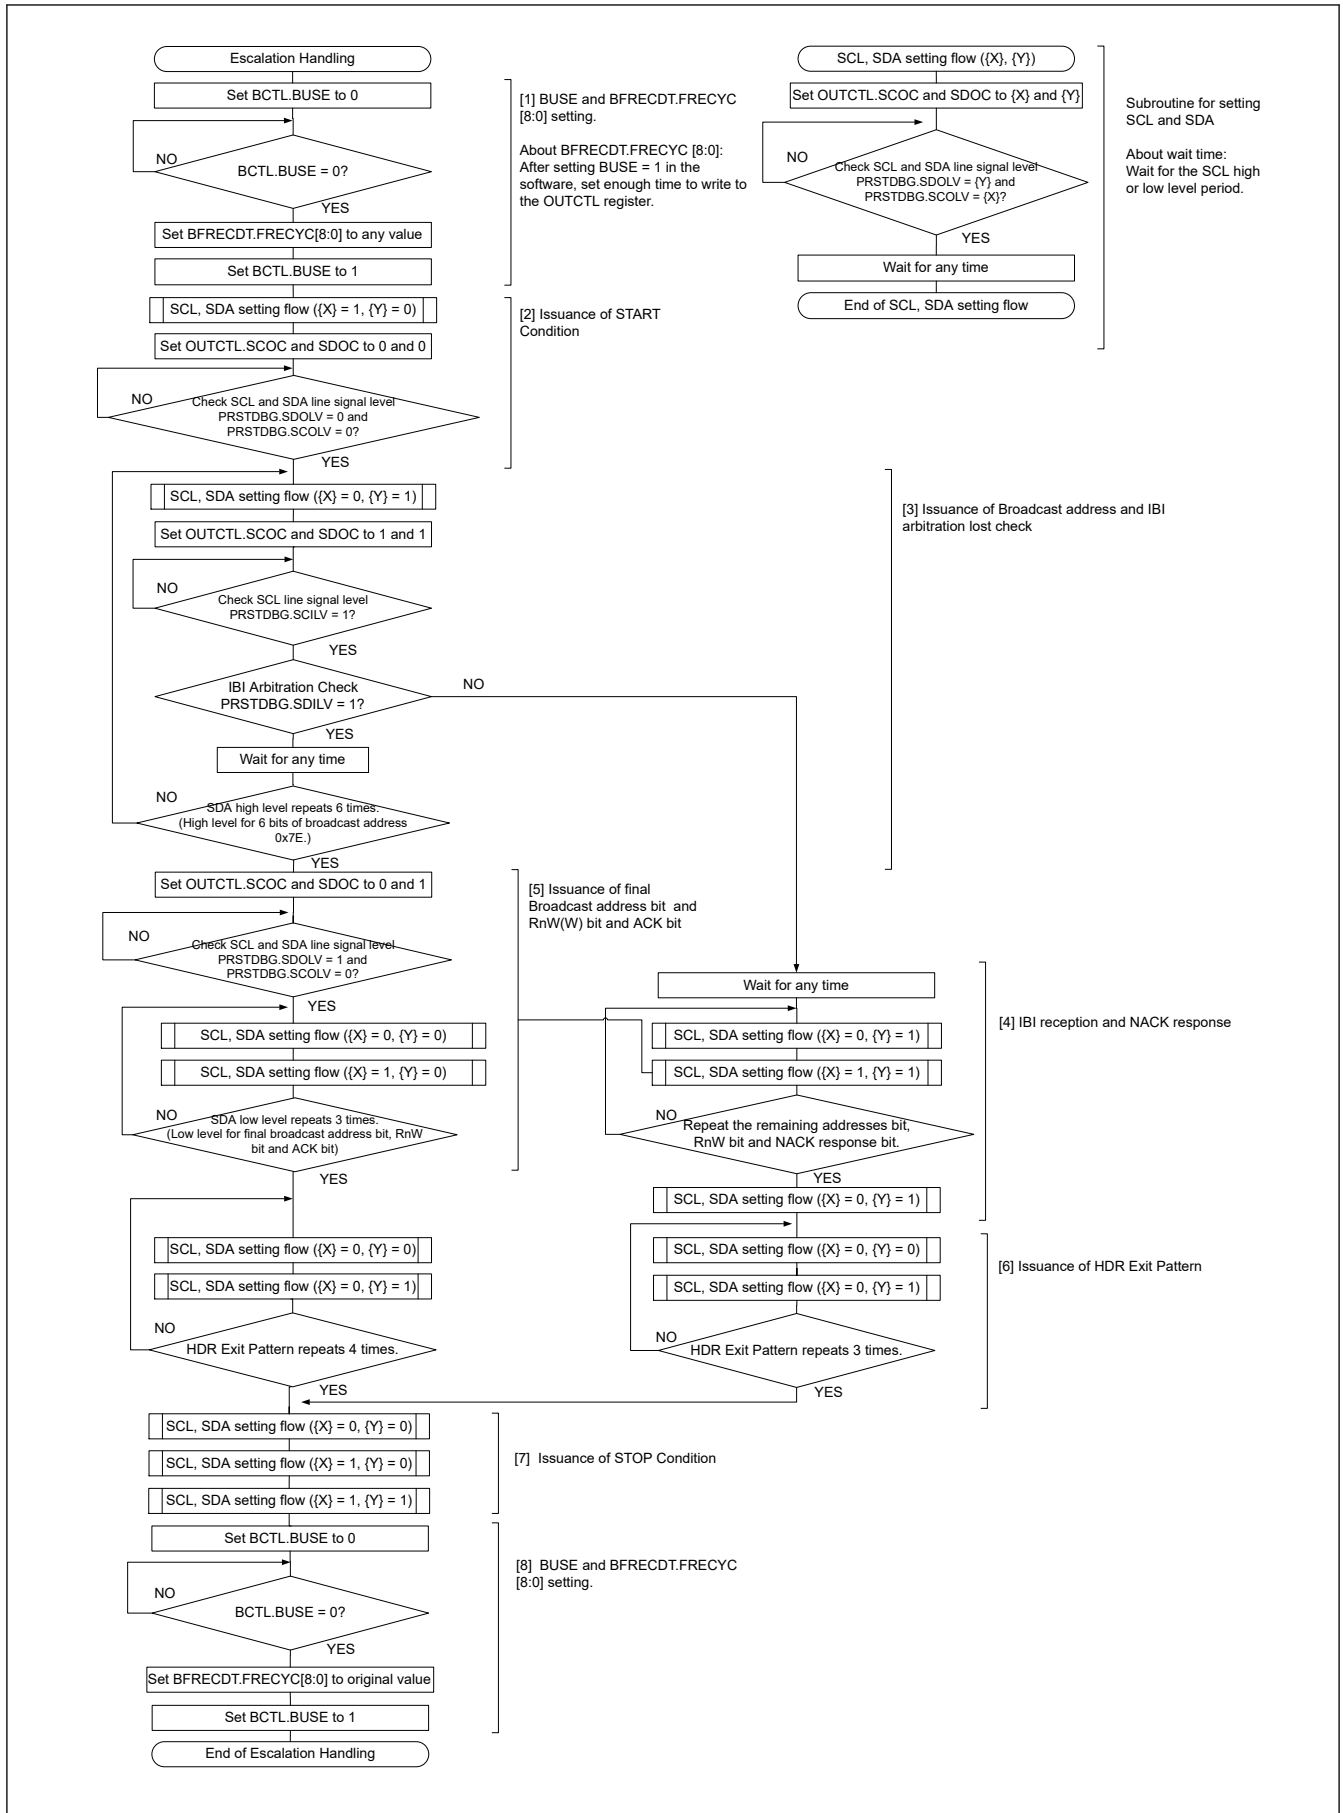 Escalation Handling
Set BCTL.BUSE to 0
NO
BCTL.BUSE = 0?
YES
Set BFRECDT.FRECYC[8:0] to any value
Set BCTL.BUSE to 1
[1] BUSE and BFRECDT.FRECYC
[8:0] setting.
About BFRECDT.FRECYC [8:0]:
After setting BUSE = 1 in the
software, set enough time to write to
the OUTCTL register.
SCL, SDA setting flow ({X}, {Y})
Set OUTCTL.SCOC and SDOC to {X} and {Y}
NO
Check SCL and SDA line signal level
PRSTDBG.SDOLV = {Y} and
PRSTDBG.SCOLV = {X}?
YES
Wait for any time
End of SCL, SDA setting flow
Subroutine for setting
SCL and SDA
About wait time:
Wait for the SCL high
or low level period.
SCL, SDA setting flow ({X} = 1, {Y} = 0)
Set OUTCTL.SCOC and SDOC to 0 and 0
NO
Check SCL and SDA line signal level
PRSTDBG.SDOLV = 0 and
PRSTDBG.SCOLV = 0?
YES
[2] Issuance of START
Condition
SCL, SDA setting flow ({X} = 0, {Y} = 1)
Set OUTCTL.SCOC and SDOC to 1 and 1
NO
Check SCL line signal level
PRSTDBG.SCILV = 1?
YES
IBI Arbitration Check
PRSTDBG.SDILV = 1?
NO
YES
Wait for any time
NO
SDA high level repeats 6 times.
(High level for 6 bits of broadcast address
0x7E.)
YES
[3] Issuance of Broadcast address and IBI
arbitration lost check
Set OUTCTL.SCOC and SDOC to 0 and 1
NO
Check SCL and SDA line signal level
PRSTDBG.SDOLV = 1 and
PRSTDBG.SCOLV = 0?
YES
SCL, SDA setting flow ({X} = 0, {Y} = 0)
SCL, SDA setting flow ({X} = 1, {Y} = 0)
NO
SDA low level repeats 3 times.
(Low level for final broadcast address bit, RnW
bit and ACK bit)
YES
[5] Issuance of final
Broadcast address bit and
RnW(W) bit and ACK bit
Wait for any time
SCL, SDA setting flow ({X} = 0, {Y} = 1)
SCL, SDA setting flow ({X} = 1, {Y} = 1)
NO
Repeat the remaining addresses bit,
RnW bit and NACK response bit.
YES
SCL, SDA setting flow ({X} = 0, {Y} = 1)
[4] IBI reception and NACK response
SCL, SDA setting flow ({X} = 0, {Y} = 0)
SCL, SDA setting flow ({X} = 0, {Y} = 1)
NO
HDR Exit Pattern repeats 4 times.
YES
SCL, SDA setting flow ({X} = 0, {Y} = 0)
SCL, SDA setting flow ({X} = 0, {Y} = 1)
NO
HDR Exit Pattern repeats 3 times.
YES
[6] Issuance of HDR Exit Pattern
SCL, SDA setting flow ({X} = 0, {Y} = 0)
SCL, SDA setting flow ({X} = 1, {Y} = 0)
SCL, SDA setting flow ({X} = 1, {Y} = 1)
[7] Issuance of STOP Condition
Set BCTL.BUSE to 0
NO
BCTL.BUSE = 0?
YES
Set BFRECDT.FRECYC[8:0] to original value
Set BCTL.BUSE to 1
End of Escalation Handling
[8] BUSE and BFRECDT.FRECYC
[8:0] setting.